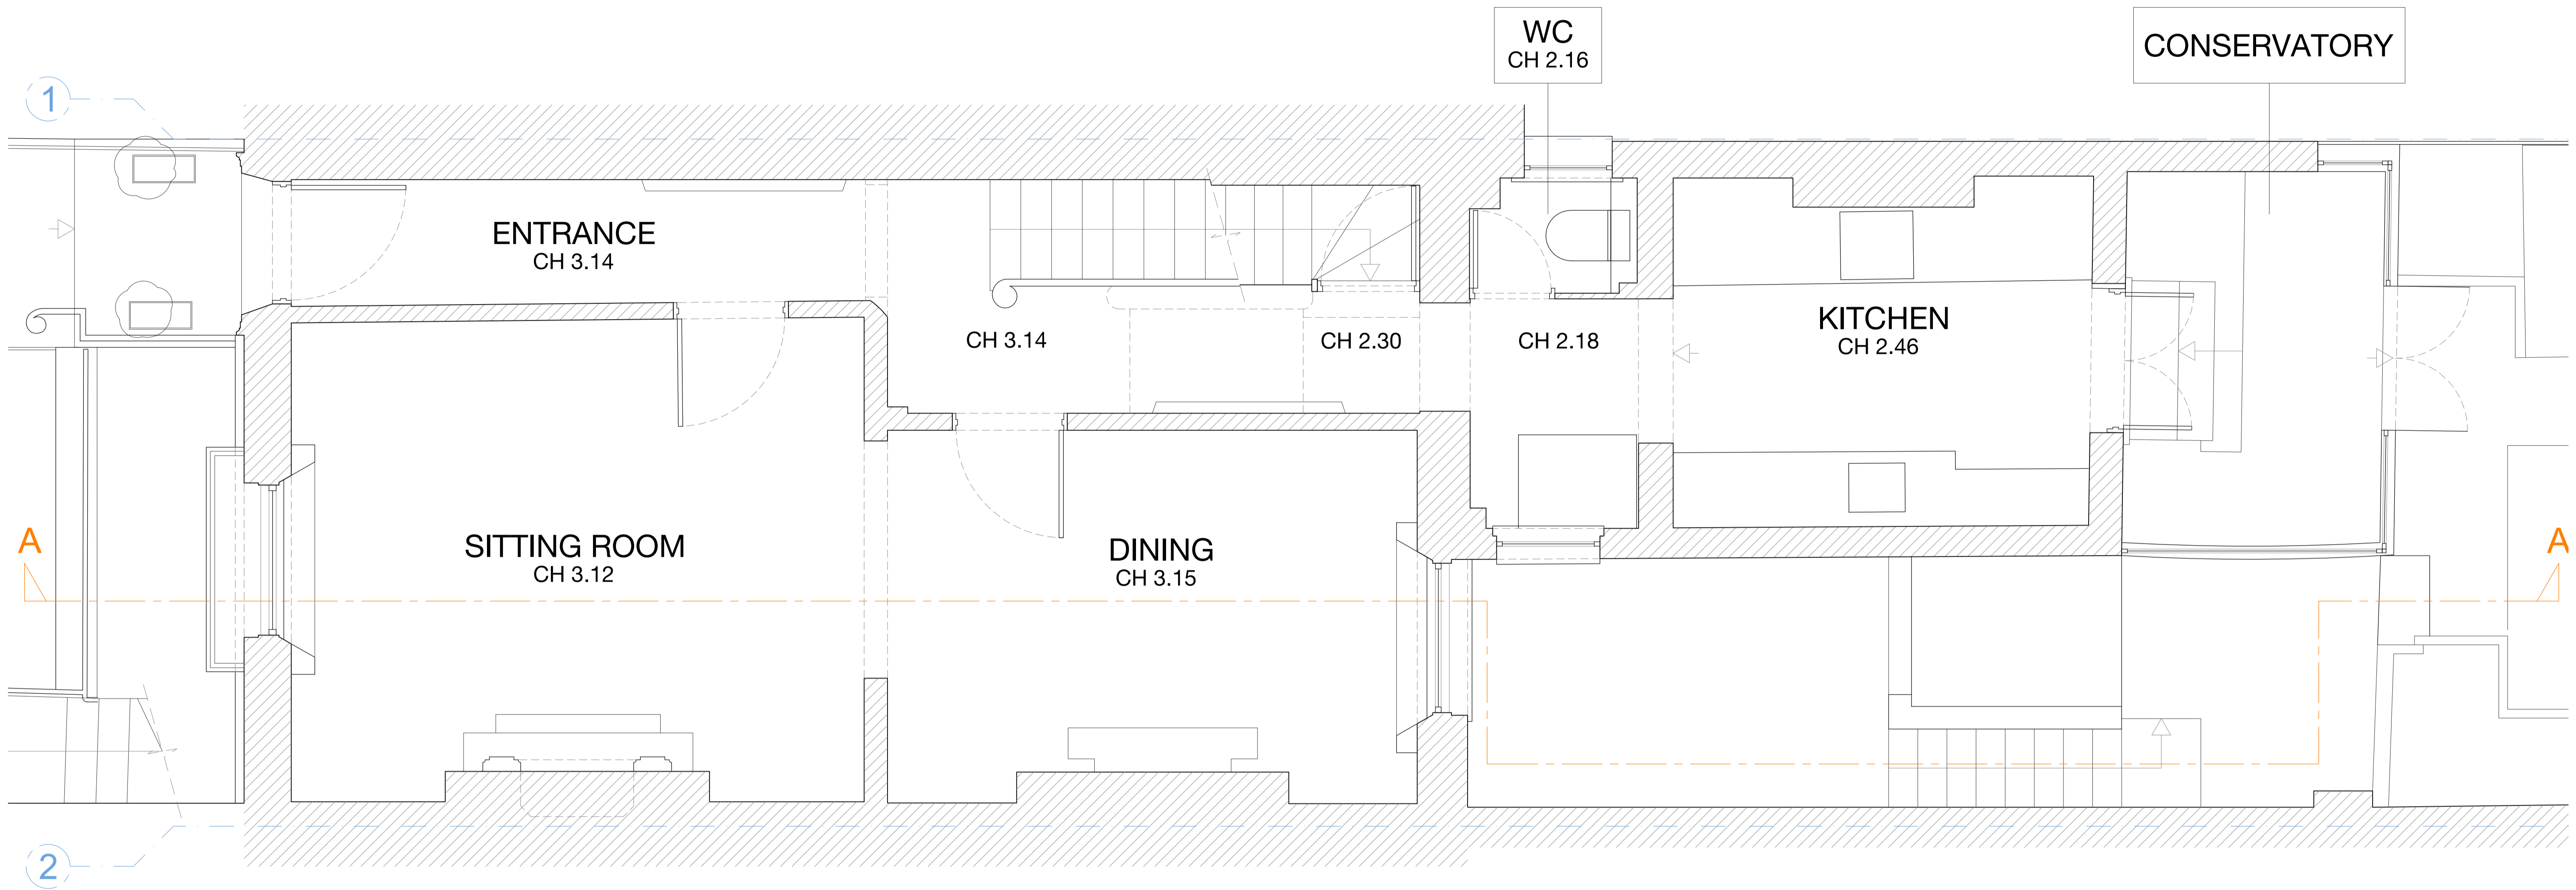 WC
CH 2.16
CONSERVATORY
1
ENTRANCE
CH 3.14
CH 3.14
CH 2.30
CH 2.18
KITCHEN
CH 2.46
A
SITTING ROOM
CH 3.12
DINING
CH 3.15
A
2